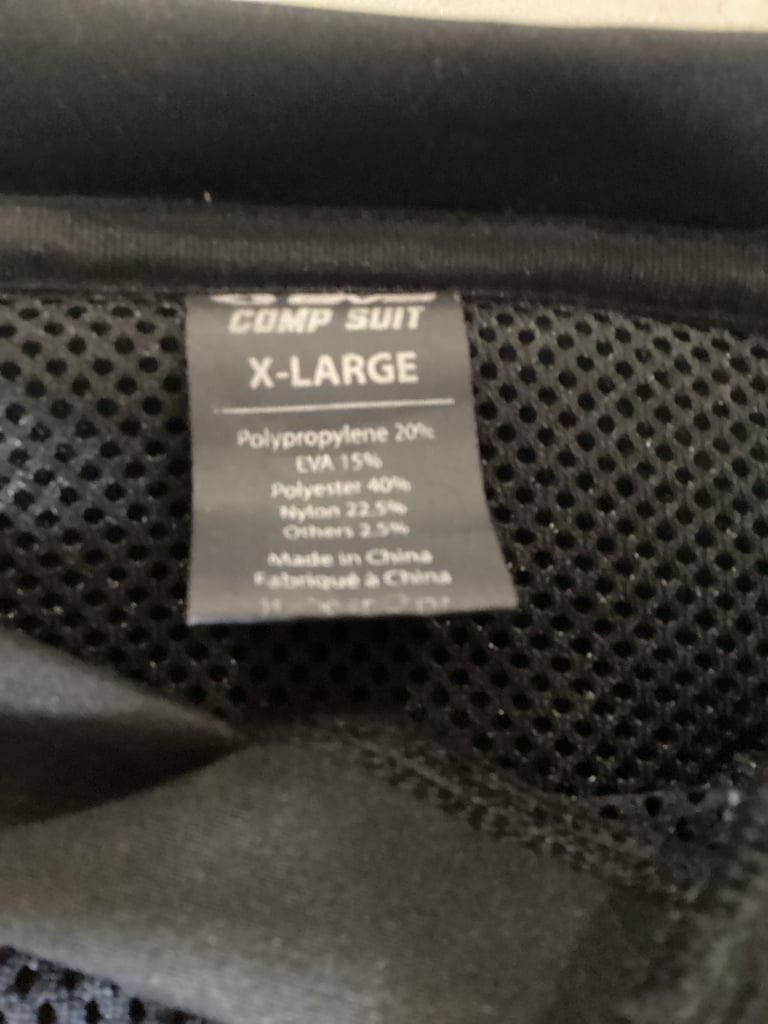 COMP SUIT
X-LARGE
Polypropylene 20%
EVA 15%
Polyester 40%
Nylon 22.5%
Others 2.5%
Made in China
Fabriqué à China